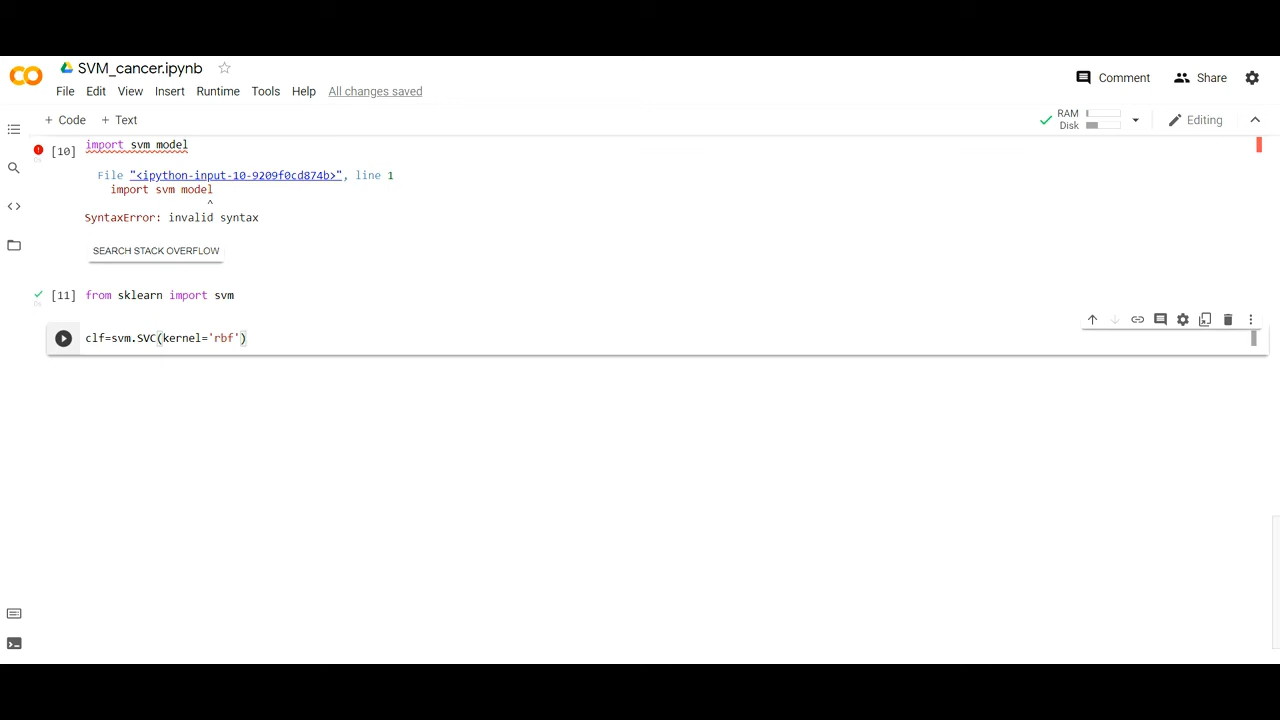 SVM_cancer.ipynb
File Edit View Insert Runtime Tools Help All changes saved
Comment Share
+ Code + Text
RAM
Disk
Editing
[10] import svm model
File "<ipython-input-10-9209f0cd874b>", line 1
import svm model
^
SyntaxError: invalid syntax
SEARCH STACK OVERFLOW
[11] from sklearn import svm
clf=svm.SVC(kernel='rbf')